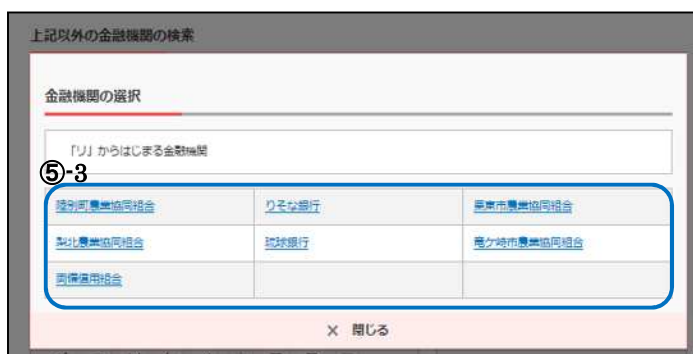 上記以外の金融機関の検索
金融機関の選択
「リ」からはじまる金融機関
⑤-3
陸別町農業協同組合 りそな銀行 栗東市農業協同組合
梨北農業協同組合 琉球銀行 竜ケ崎市農業協同組合
両備信用組合
× 閉じる